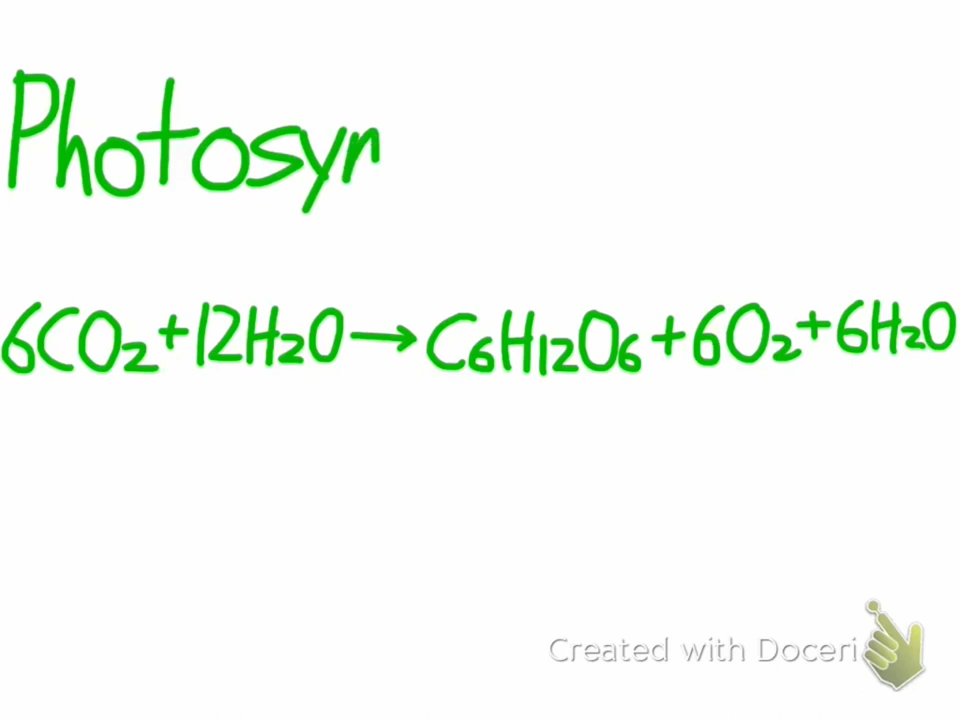 Photosyn
6CO₂+12H₂O→C₆H₁₂O₆+6O₂+6H₂O
Created with Doceri